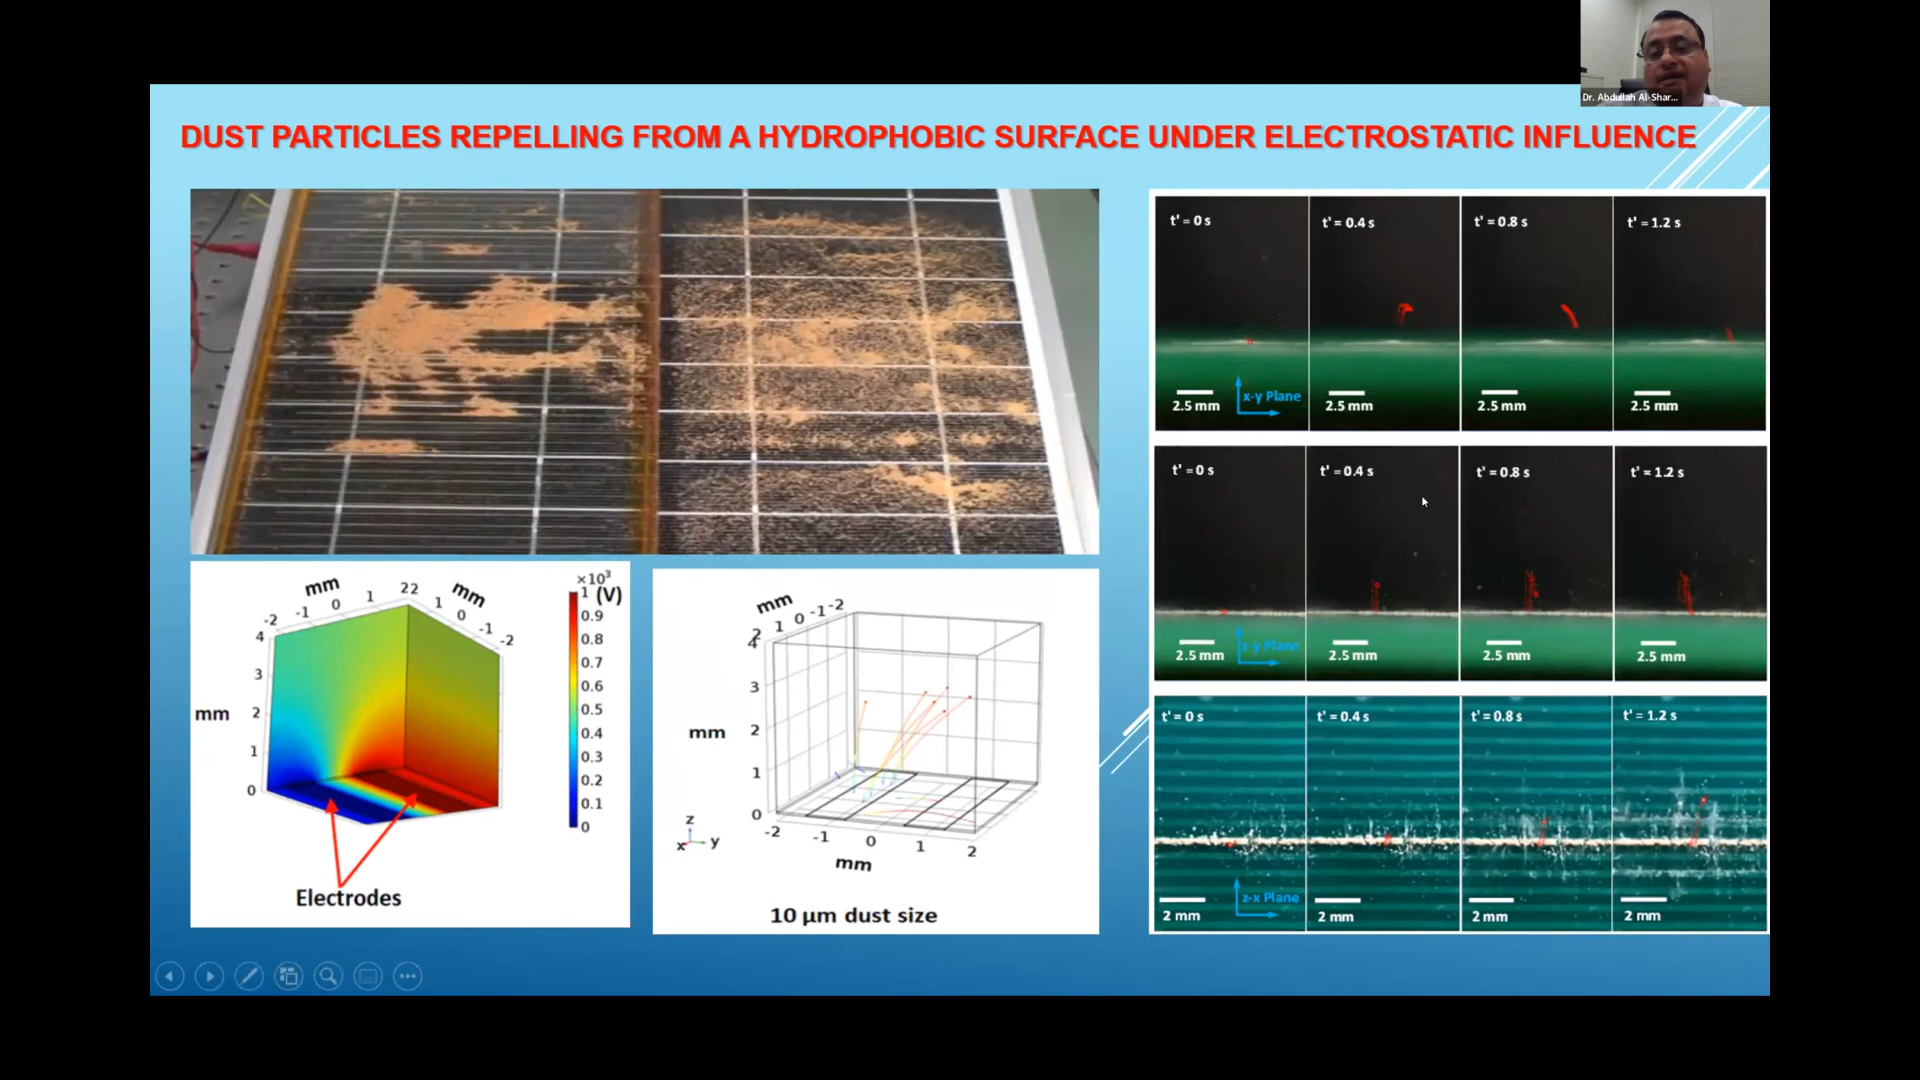 Dr. Abdullah Al-Shar...
DUST PARTICLES REPELLING FROM A HYDROPHOBIC SURFACE UNDER ELECTROSTATIC INFLUENCE
t' = 0 s
t' = 0.4 s
t' = 0.8 s
t' = 1.2 s
x-y Plane
2.5 mm
2.5 mm
2.5 mm
2.5 mm
t' = 0 s
t' = 0.4 s
t' = 0.8 s
t' = 1.2 s
z-y Plane
2.5 mm
2.5 mm
2.5 mm
2.5 mm
t' = 0 s
t' = 0.4 s
t' = 0.8 s
t' = 1.2 s
z-x Plane
2 mm
2 mm
2 mm
2 mm
mm
mm
-2 -1 0 1 22 1 0 -1 -2
×10³
(V)
1
0.9
0.8
0.7
0.6
0.5
0.4
0.3
0.2
0.1
0
4
3
2
1
0
mm
Electrodes
mm
2 1 0 -1 -2
4
3
2
1
0
mm
z
x y
-2 -1 0 1 2
mm
10 µm dust size